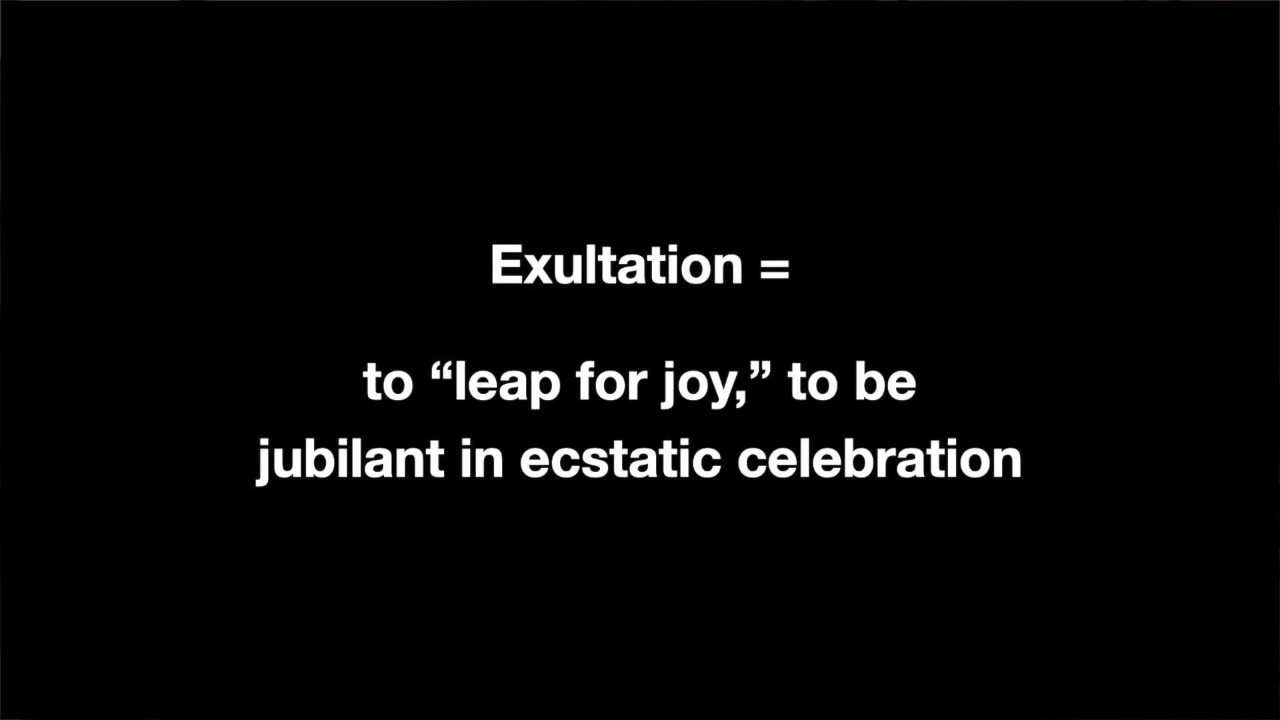 Exultation =
to “leap for joy,” to be
jubilant in ecstatic celebration